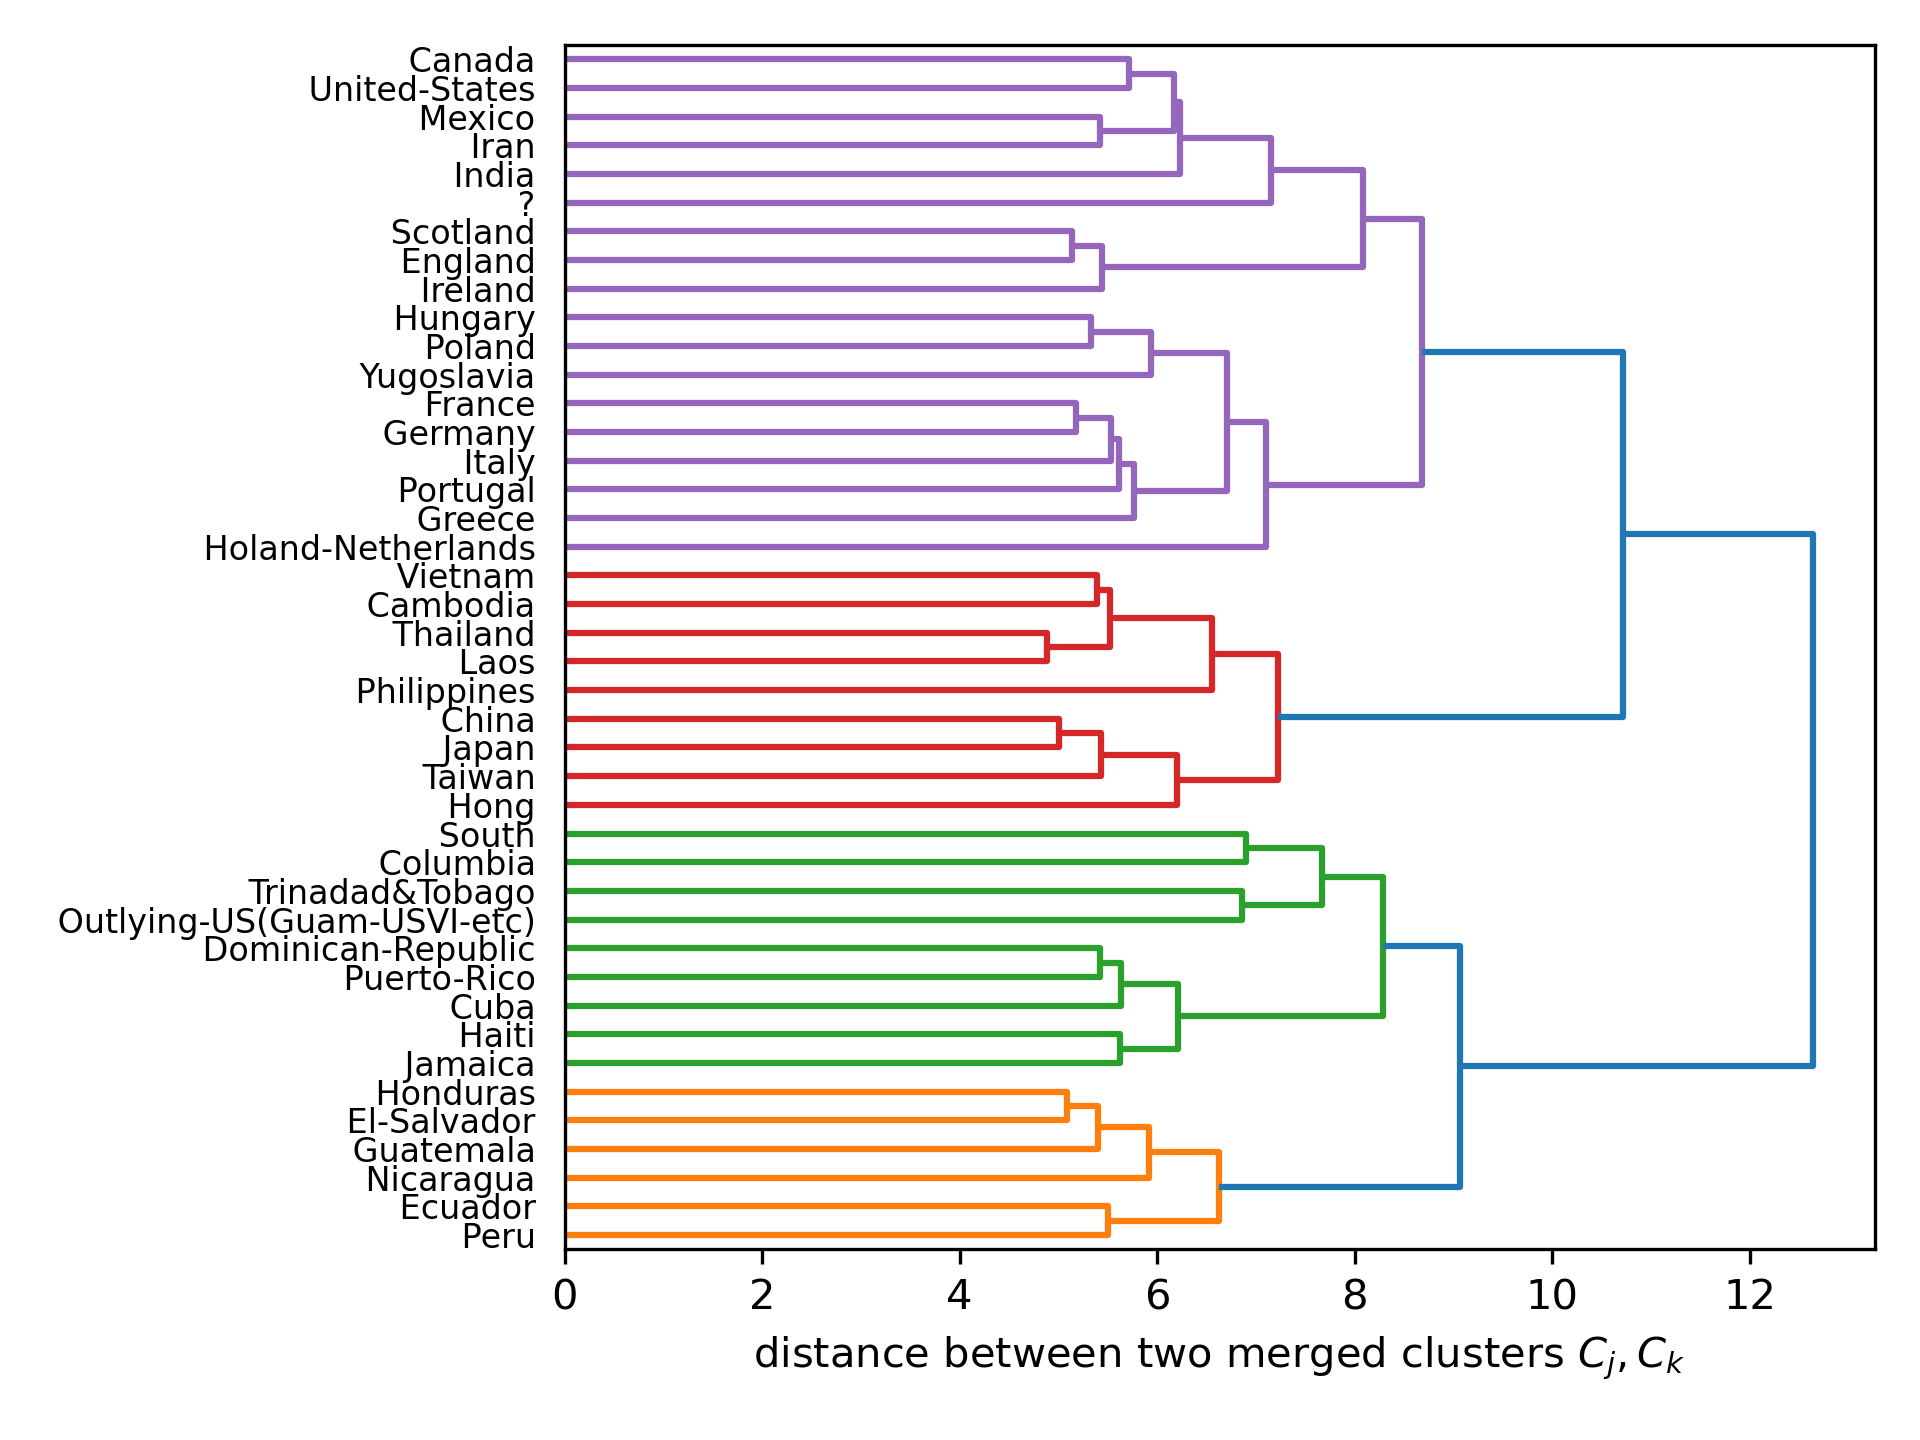 Canada
United-States
Mexico
Iran
India
?
Scotland
England
Ireland
Hungary
Poland
Yugoslavia
France
Germany
Italy
Portugal
Greece
Holand-Netherlands
Vietnam
Cambodia
Thailand
Laos
Philippines
China
Japan
Taiwan
Hong
South
Columbia
Trinadad&Tobago
Outlying-US(Guam-USVI-etc)
Dominican-Republic
Puerto-Rico
Cuba
Haiti
Jamaica
Honduras
El-Salvador
Guatemala
Nicaragua
Ecuador
Peru
0 2 4 6 8 10 12
distance between two merged clusters C_j, C_k